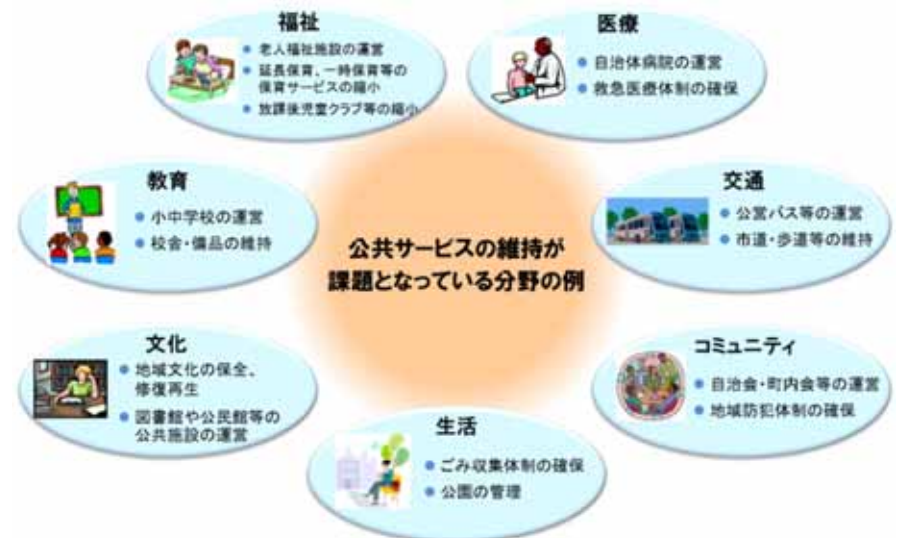 福祉
老人福祉施設の運営
延長保育、一時保育等の
保育サービスの縮小
放課後児童クラブ等の縮小
医療
自治体病院の運営
救急医療体制の確保
教育
小中学校の運営
校舎・備品の維持
交通
公営バス等の運営
市道・歩道等の維持
公共サービスの維持が
課題となっている分野の例
文化
地域文化の保全、
修復再生
図書館や公民館等の
公共施設の運営
コミュニティ
自治会・町内会等の運営
地域防犯体制の確保
生活
ごみ収集体制の確保
公園の管理